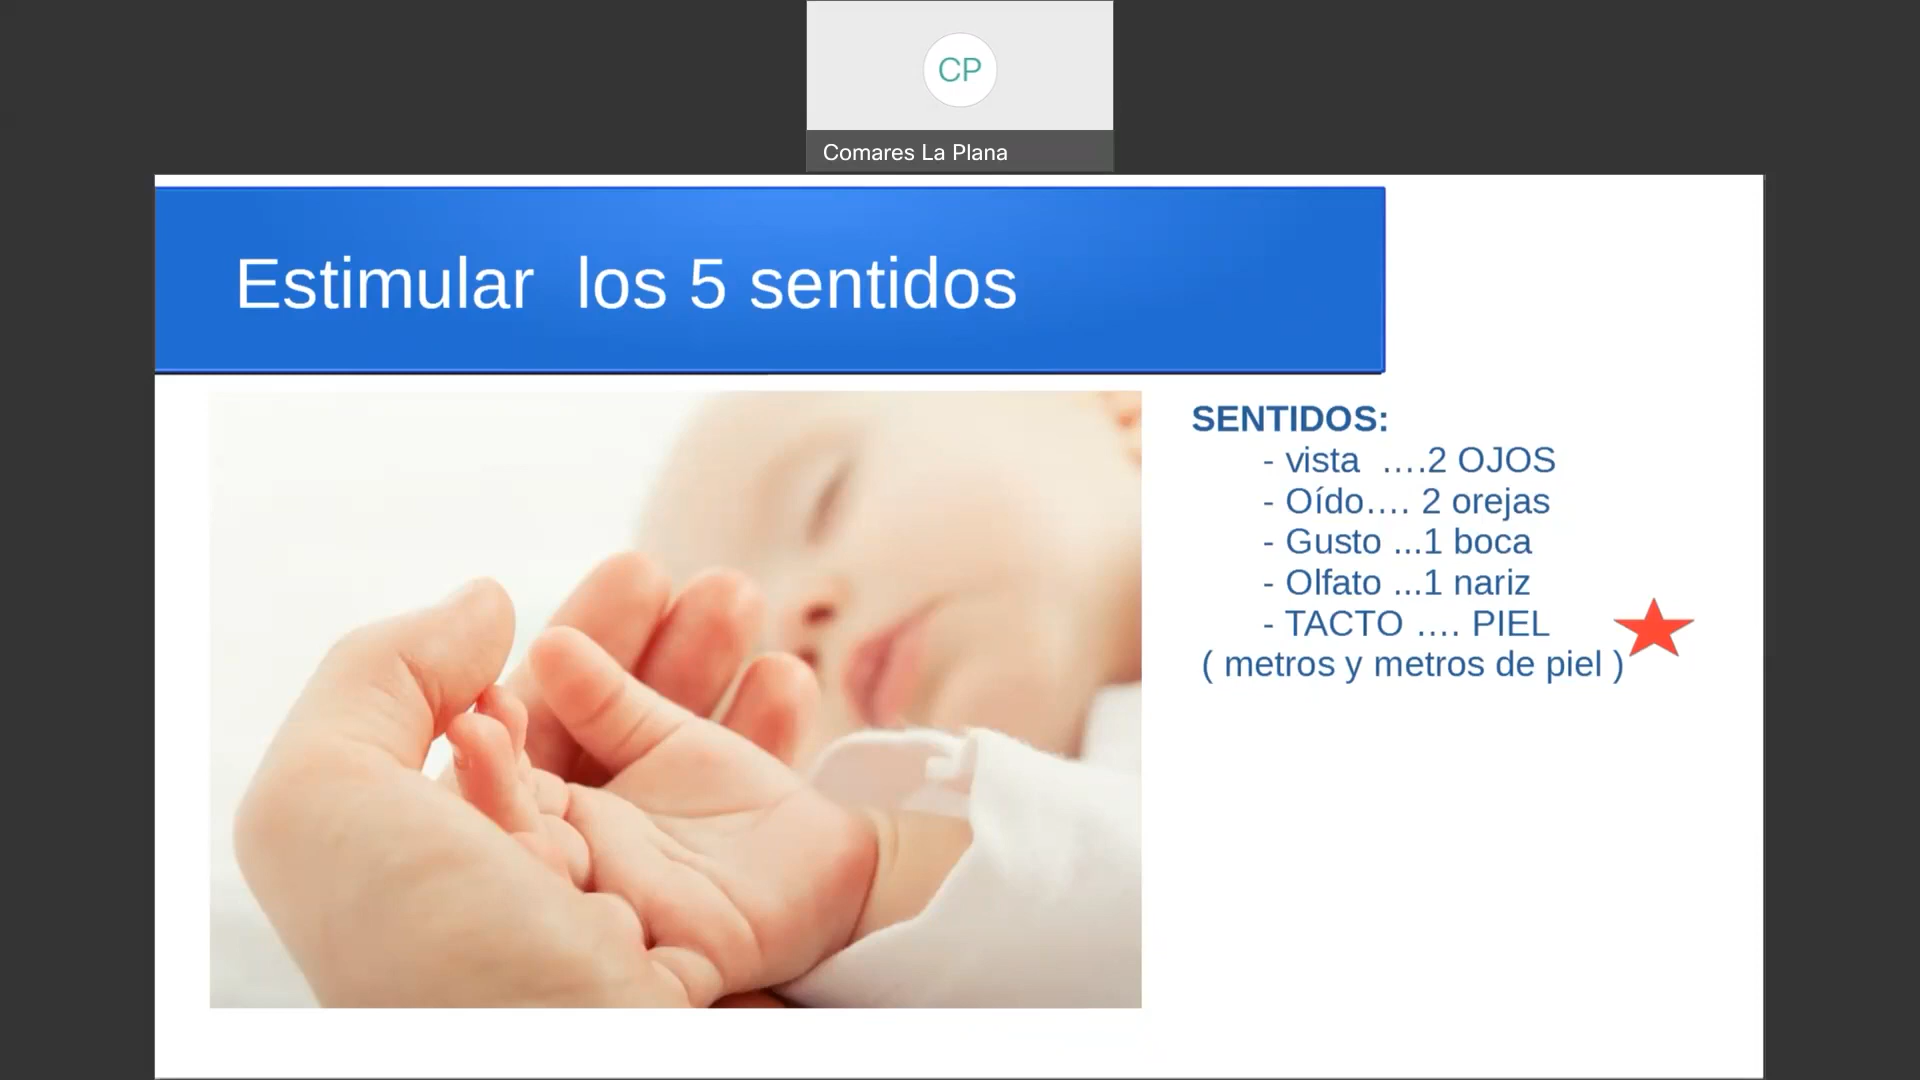 CP
Comares La Plana
Estimular  los 5 sentidos
SENTIDOS:
- vista  ....2 OJOS
- Oído.... 2 orejas
- Gusto ...1 boca
- Olfato ...1 nariz
- TACTO .... PIEL
( metros y metros de piel )